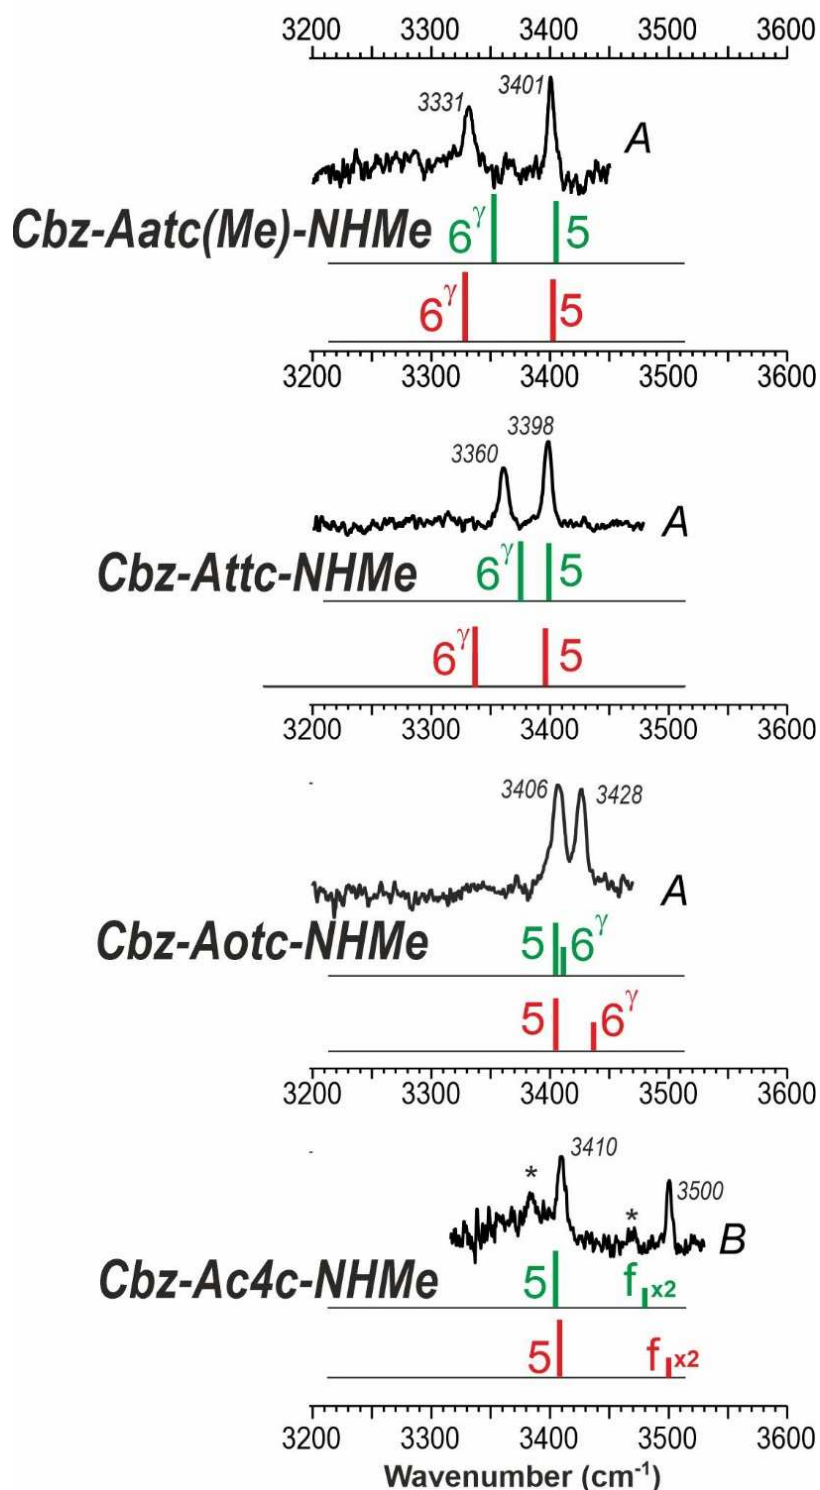 3200 3300 3400 3500 3600
3401
3331
A
Cbz-Aatc(Me)-NHMe 6γ 5
6γ 5
3200 3300 3400 3500 3600
3398
3360
A
6γ 5
Cbz-Attc-NHMe
6γ 5
3200 3300 3400 3500 3600
3406 3428
A
Cbz-Aotc-NHMe 5 6γ
5 6γ
3200 3300 3400 3500 3600
3410
* 3500
* B
Cbz-Ac4c-NHMe 5 f x2
5 f x2
3200 3300 3400 3500 3600
Wavenumber (cm-1)